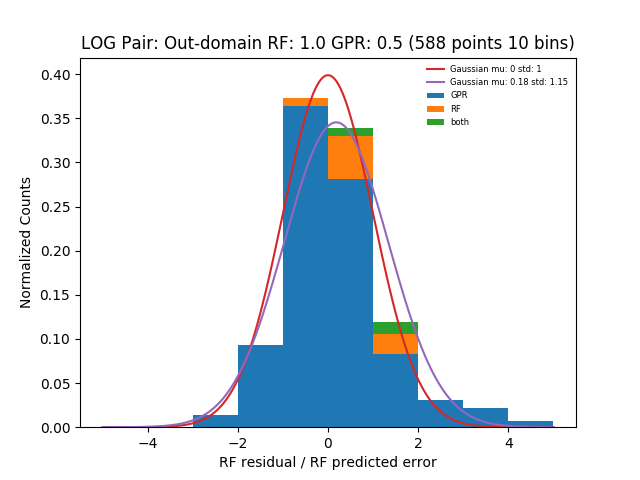 LOG Pair: Out-domain RF: 1.0 GPR: 0.5 (588 points 10 bins)
Gaussian mu: 0 std: 1
Gaussian mu: 0.18 std: 1.15
GPR
RF
both
Normalized Counts
0.40
0.35
0.30
0.25
0.20
0.15
0.10
0.05
0.00
−4
−2
0
2
4
RF residual / RF predicted error